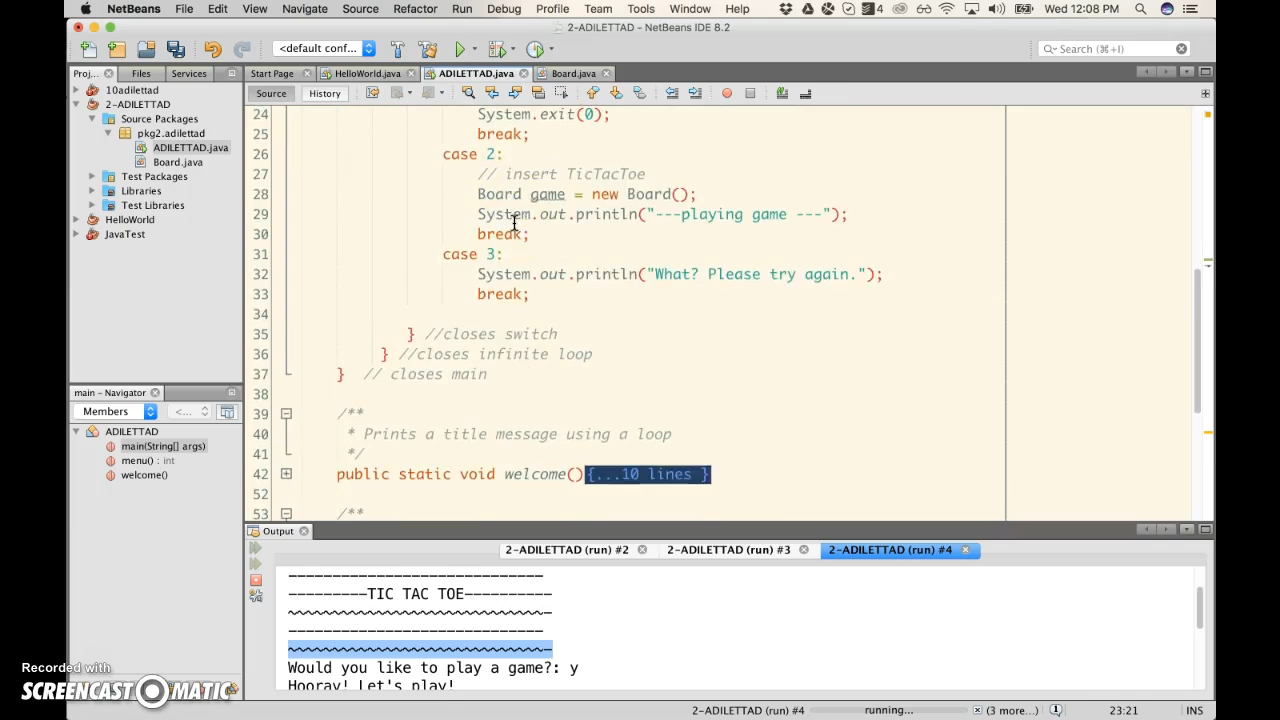 NetBeans File Edit View Navigate Source Refactor Run Debug Profile Team Tools Window Help 4 Wed 12:08 PM
2-ADILETTAD - NetBeans IDE 8.2
<default conf... Search (⌘+I)
Proj... Files Services
Start Page HelloWorld.java ADILETTAD.java Board.java
Source History
10adilettad
2-ADILETTAD
Source Packages
pkg2.adilettad
ADILETTAD.java
Board.java
Test Packages
Libraries
Test Libraries
HelloWorld
JavaTest
main - Navigator
Members <...
ADILETTAD
main(String[] args)
menu() : int
welcome()
24 System.exit(0);
25 break;
26 case 2:
27 // insert TicTacToe
28 Board game = new Board();
29 System.out.println("---playing game ---");
30 break;
31 case 3:
32 System.out.println("What? Please try again.");
33 break;
34
35 } //closes switch
36 } //closes infinite loop
37 } // closes main
38
39 /**
40 * Prints a title message using a loop
41 */
42 public static void welcome(){...10 lines }
52
53 /**
Output
2-ADILETTAD (run) #2 2-ADILETTAD (run) #3 2-ADILETTAD (run) #4
-----------------------------
---------TIC TAC TOE----------
~~~~~~~~~~~~~~~~~~~~~~~~~~~~~-
-----------------------------
~~~~~~~~~~~~~~~~~~~~~~~~~~~~~-
Would you like to play a game?: y
Hooray! Let's play!
2-ADILETTAD (run) #4 running... (3 more...) 23:21 INS
Recorded with
SCREENCAST-O-MATIC